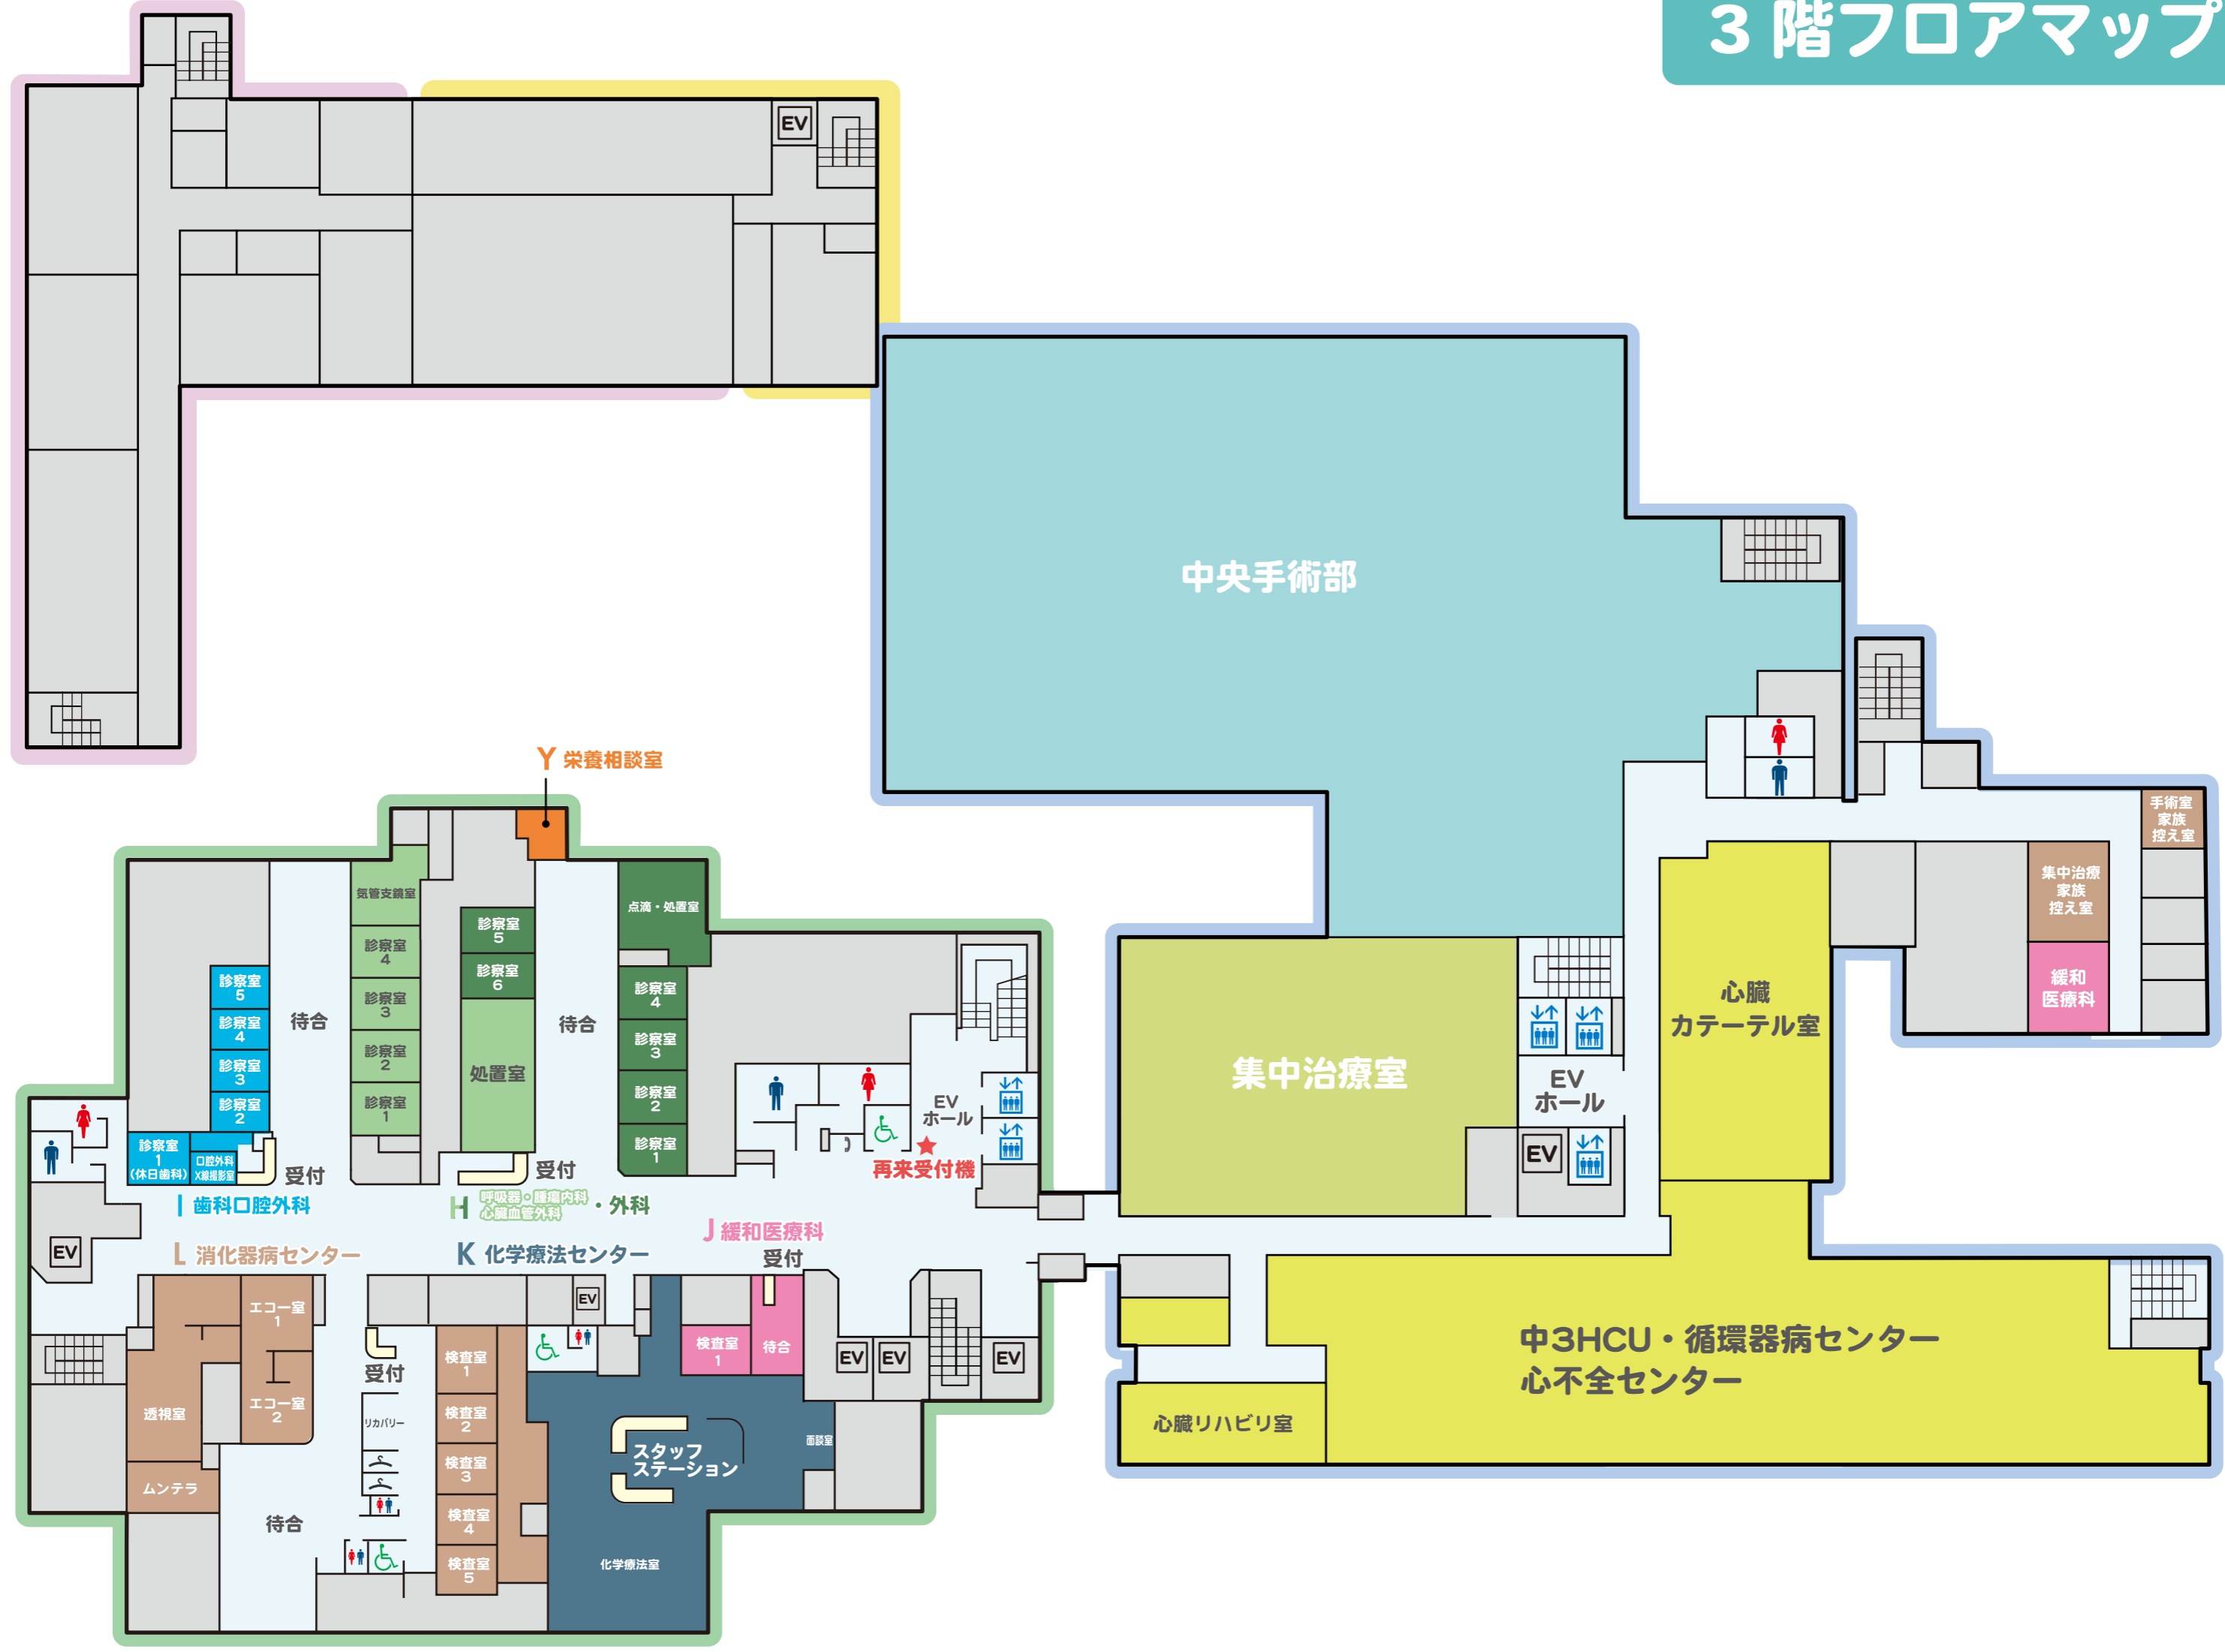 3階フロアマップ
EV
中央手術部
Y 栄養相談室
手術室
家族
控え室
集中治療
家族
控え室
緩和
医療科
心臓
カテーテル室
集中治療室
EV
ホール
EV
気管支鏡室
診察室
4
診察室
3
診察室
2
診察室
1
診察室
5
診察室
6
処置室
待合
点滴・処置室
診察室
4
診察室
3
診察室
2
診察室
1
待合
診察室
5
診察室
4
診察室
3
診察室
2
診察室
1
(休日歯科)
口腔外科
X線撮影室
受付
受付
EV
ホール
再来受付機
I 歯科口腔外科
H 呼吸器・腫瘍内科
心臓血管外科
・外科
J 緩和医療科
受付
L 消化器病センター
K 化学療法センター
EV
EV
エコー室
1
エコー室
2
透視室
ムンテラ
待合
受付
リカバリー
検査室
1
検査室
2
検査室
3
検査室
4
検査室
5
検査室
1
待合
EV
EV
EV
スタッフ
ステーション
面談室
化学療法室
中3HCU・循環器病センター
心不全センター
心臓リハビリ室